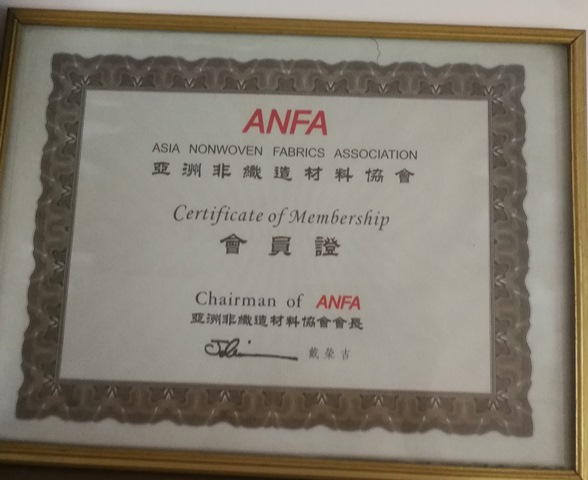 ANFA
ASIA NONWOVEN FABRICS ASSOCIATION
亞洲非織造材料協會
Certificate of Membership
會員證
Chairman of ANFA
亞洲非織造材料協會會長
戴榮吉